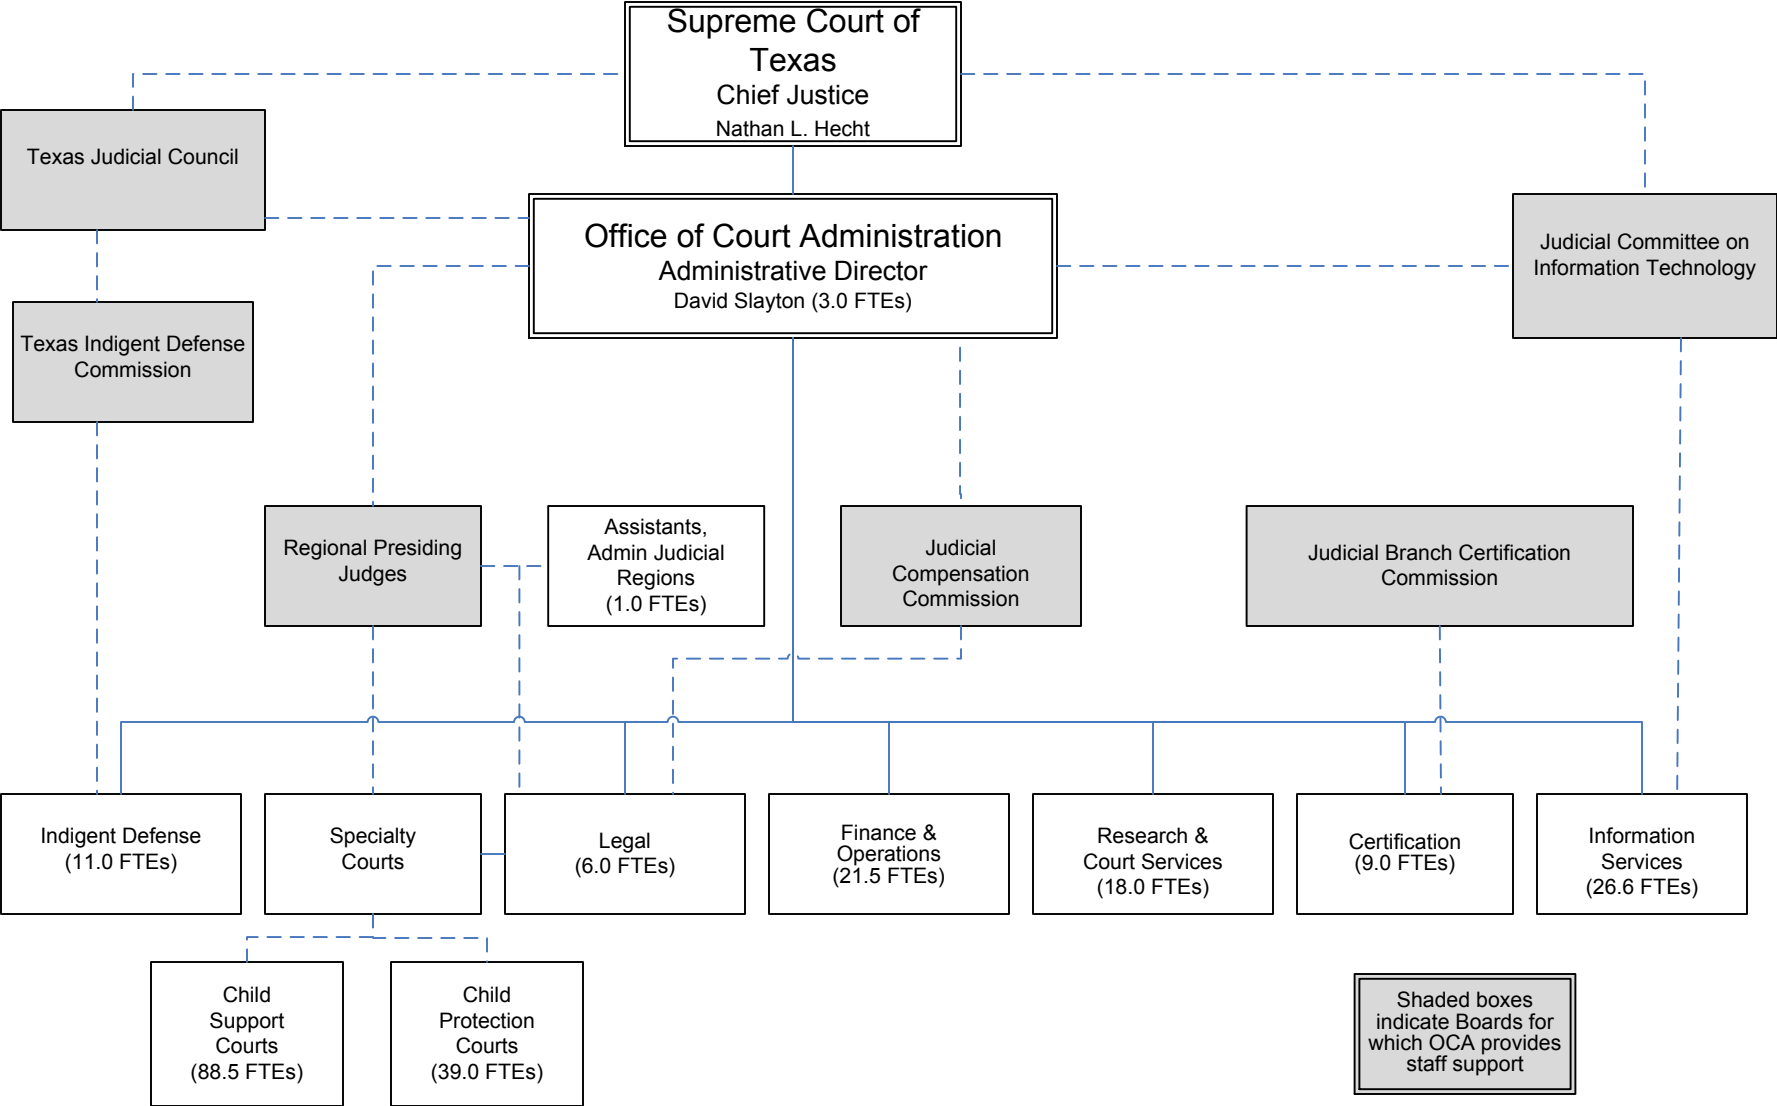 Supreme Court of
Texas
Chief Justice
Nathan L. Hecht
Texas Judicial Council
Office of Court Administration
Administrative Director
David Slayton (3.0 FTEs)
Judicial Committee on
Information Technology
Texas Indigent Defense
Commission
Regional Presiding
Judges
Assistants,
Admin Judicial
Regions
(1.0 FTEs)
Judicial
Compensation
Commission
Judicial Branch Certification
Commission
Indigent Defense
(11.0 FTEs)
Specialty
Courts
Legal
(6.0 FTEs)
Finance &
Operations
(21.5 FTEs)
Research &
Court Services
(18.0 FTEs)
Certification
(9.0 FTEs)
Information
Services
(26.6 FTEs)
Child
Support
Courts
(88.5 FTEs)
Child
Protection
Courts
(39.0 FTEs)
Shaded boxes
indicate Boards for
which OCA provides
staff support